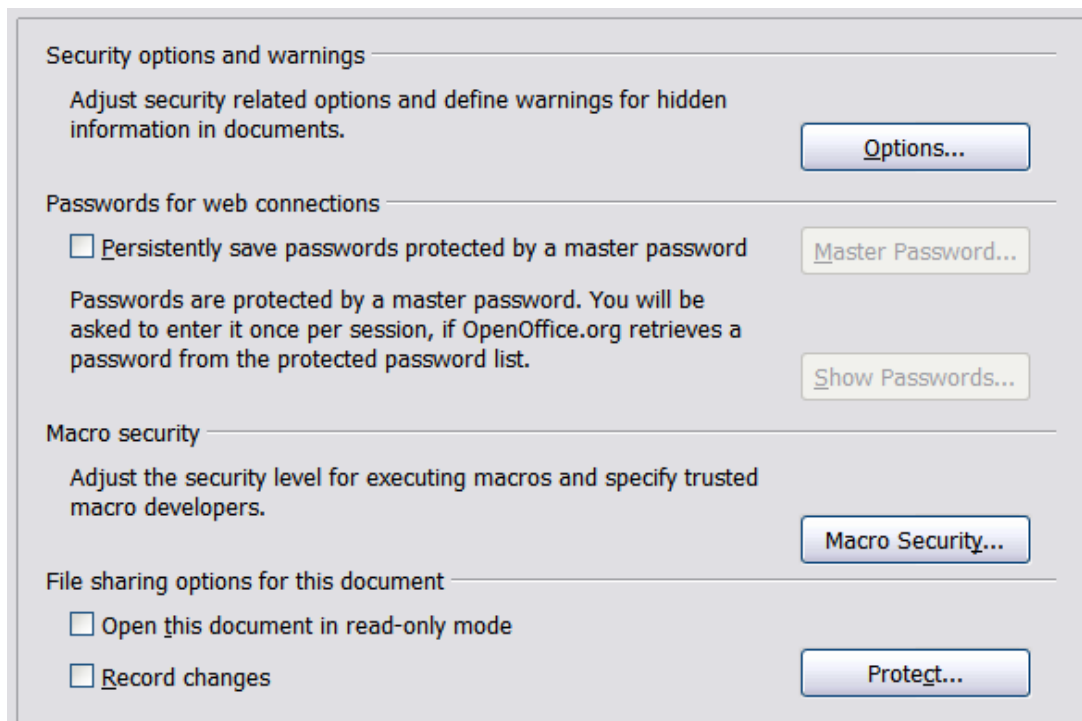 Security options and warnings
Adjust security related options and define warnings for hidden
information in documents.
Options...
Passwords for web connections
Persistently save passwords protected by a master password
Master Password...
Passwords are protected by a master password. You will be
asked to enter it once per session, if OpenOffice.org retrieves a
password from the protected password list.
Show Passwords...
Macro security
Adjust the security level for executing macros and specify trusted
macro developers.
Macro Security...
File sharing options for this document
Open this document in read-only mode
Record changes
Protect...